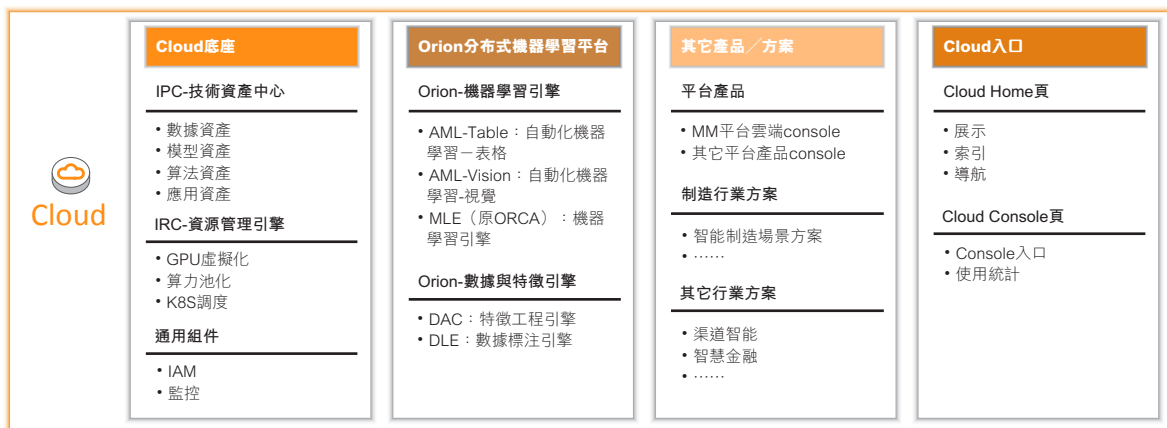 Cloud
Cloud底座
IPC-技術資產中心
• 數據資產
• 模型資產
• 算法資產
• 應用資產
IRC-資源管理引擎
• GPU虛擬化
• 算力池化
• K8S調度
通用組件
• IAM
• 監控
Orion分布式機器學習平台
Orion-機器學習引擎
• AML-Table：自動化機器
學習－表格
• AML-Vision：自動化機器
學習-視覺
• MLE（原ORCA）：機器
學習引擎
Orion-數據與特徵引擎
• DAC：特徵工程引擎
• DLE：數據標注引擎
其它產品╱方案
平台產品
• MM平台雲端console
• 其它平台產品console
制造行業方案
• 智能制造場景方案
• ……
其它行業方案
• 渠道智能
• 智慧金融
• ……
Cloud入口
Cloud Home頁
• 展示
• 索引
• 導航
Cloud Console頁
• Console入口
• 使用統計